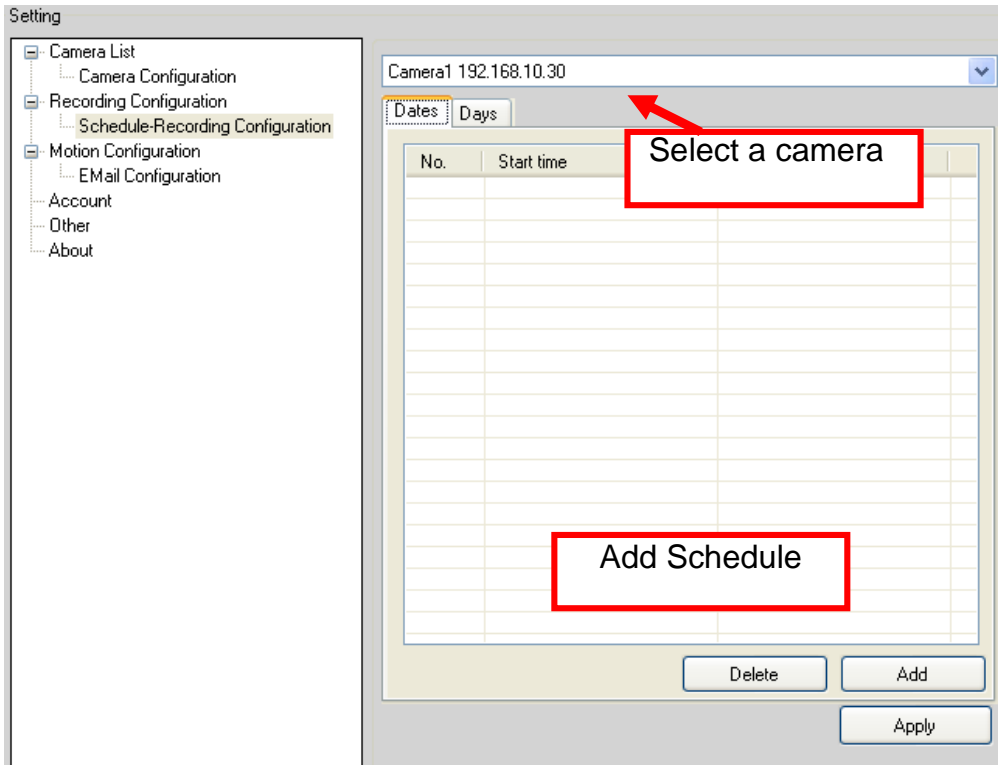 Setting
Camera List
Camera Configuration
Recording Configuration
Schedule-Recording Configuration
Motion Configuration
EMail Configuration
Account
Other
About
Camera1 192.168.10.30
Dates Days
Select a camera
No. Start time
Add Schedule
Delete Add
Apply